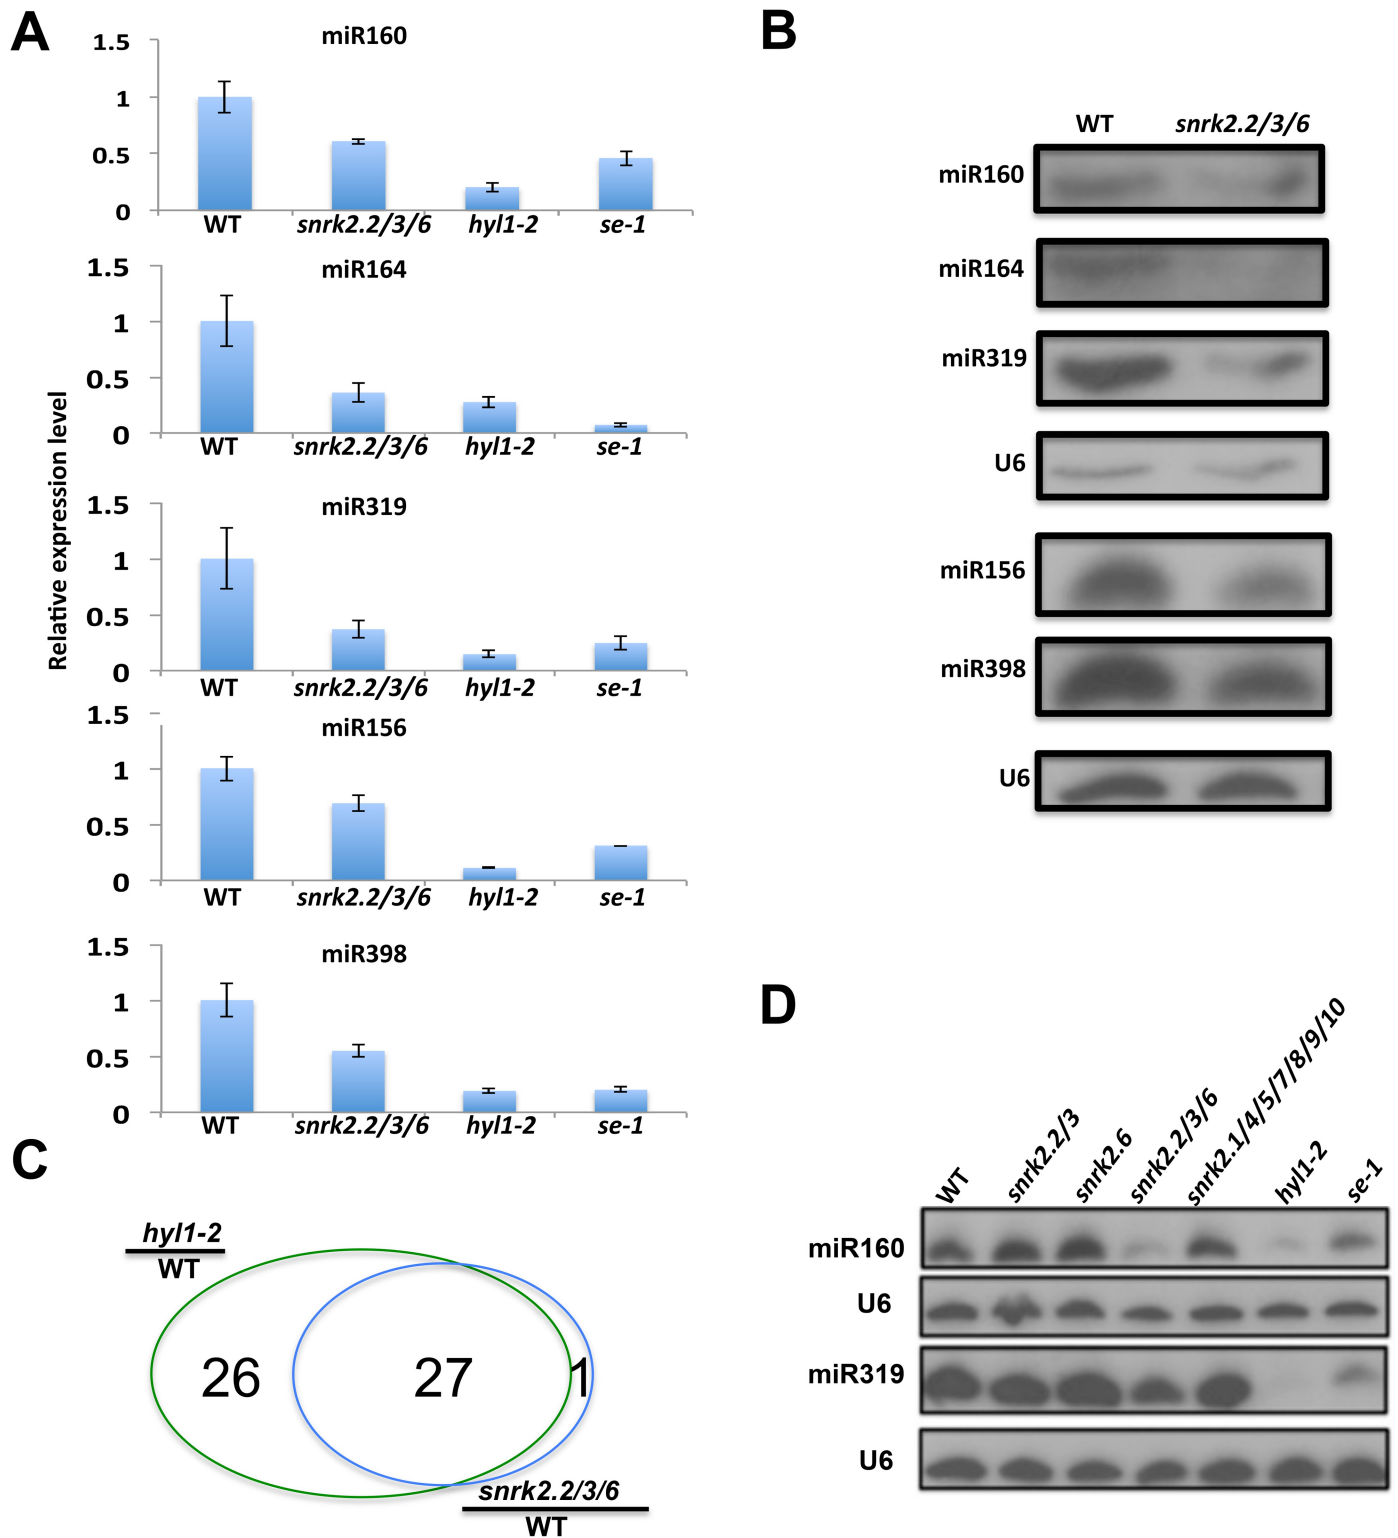 A
Relative expression level
miR160
1.5
1
0.5
0
WT snrk2.2/3/6 hyl1-2 se-1
miR164
1.5
1
0.5
0
WT snrk2.2/3/6 hyl1-2 se-1
miR319
1.5
1
0.5
0
WT snrk2.2/3/6 hyl1-2 se-1
miR156
1.5
1
0.5
0
WT snrk2.2/3/6 hyl1-2 se-1
miR398
1.5
1
0.5
0
WT snrk2.2/3/6 hyl1-2 se-1
B
WT snrk2.2/3/6
miR160
miR164
miR319
U6
miR156
miR398
U6
C
hyl1-2
WT
26 27 1
snrk2.2/3/6
WT
D
WT snrk2.2/3 snrk2.6 snrk2.2/3/6 snrk2.1/4/5/7/8/9/10 hyl1-2 se-1
miR160
U6
miR319
U6